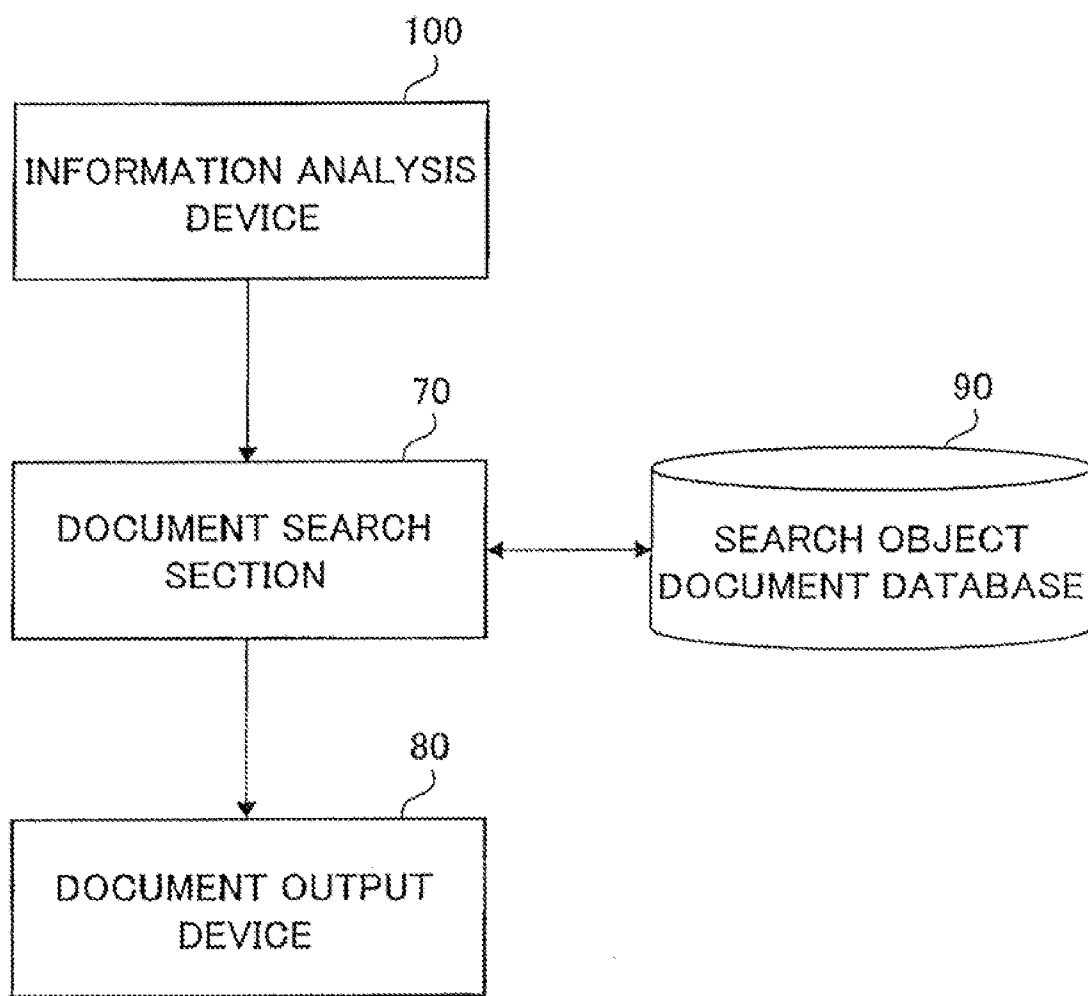 100
INFORMATION ANALYSIS
DEVICE
70
DOCUMENT SEARCH
SECTION
90
SEARCH OBJECT
DOCUMENT DATABASE
80
DOCUMENT OUTPUT
DEVICE